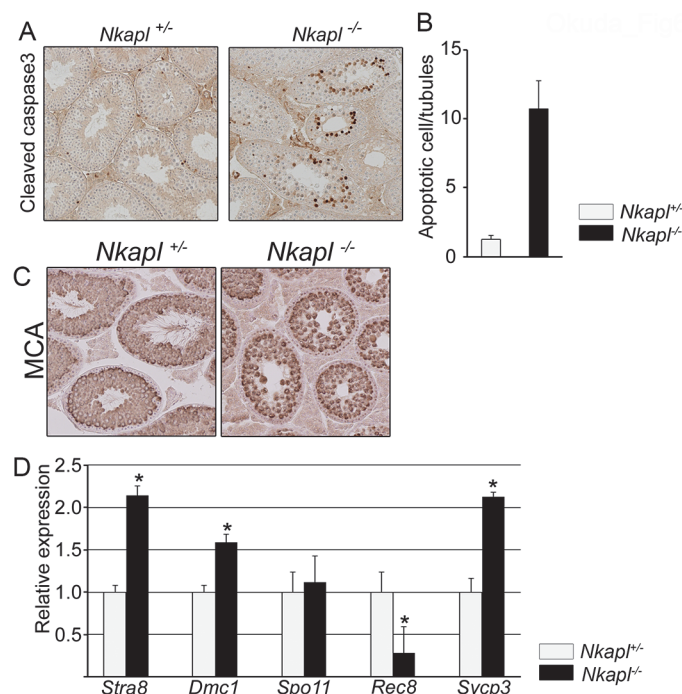 A
Nkapl +/-
Nkapl -/-
Cleaved caspase3
B
Apoptotic cell/tubules
15
10
5
0
Nkapl+/-
Nkapl-/-
C
Nkapl +/-
Nkapl -/-
MCA
D
Relative expression
2.5
2.0
1.5
1.0
0.5
*
*
*
*
Stra8
Dmc1
Spo11
Rec8
Sycp3
Nkapl+/-
Nkapl-/-